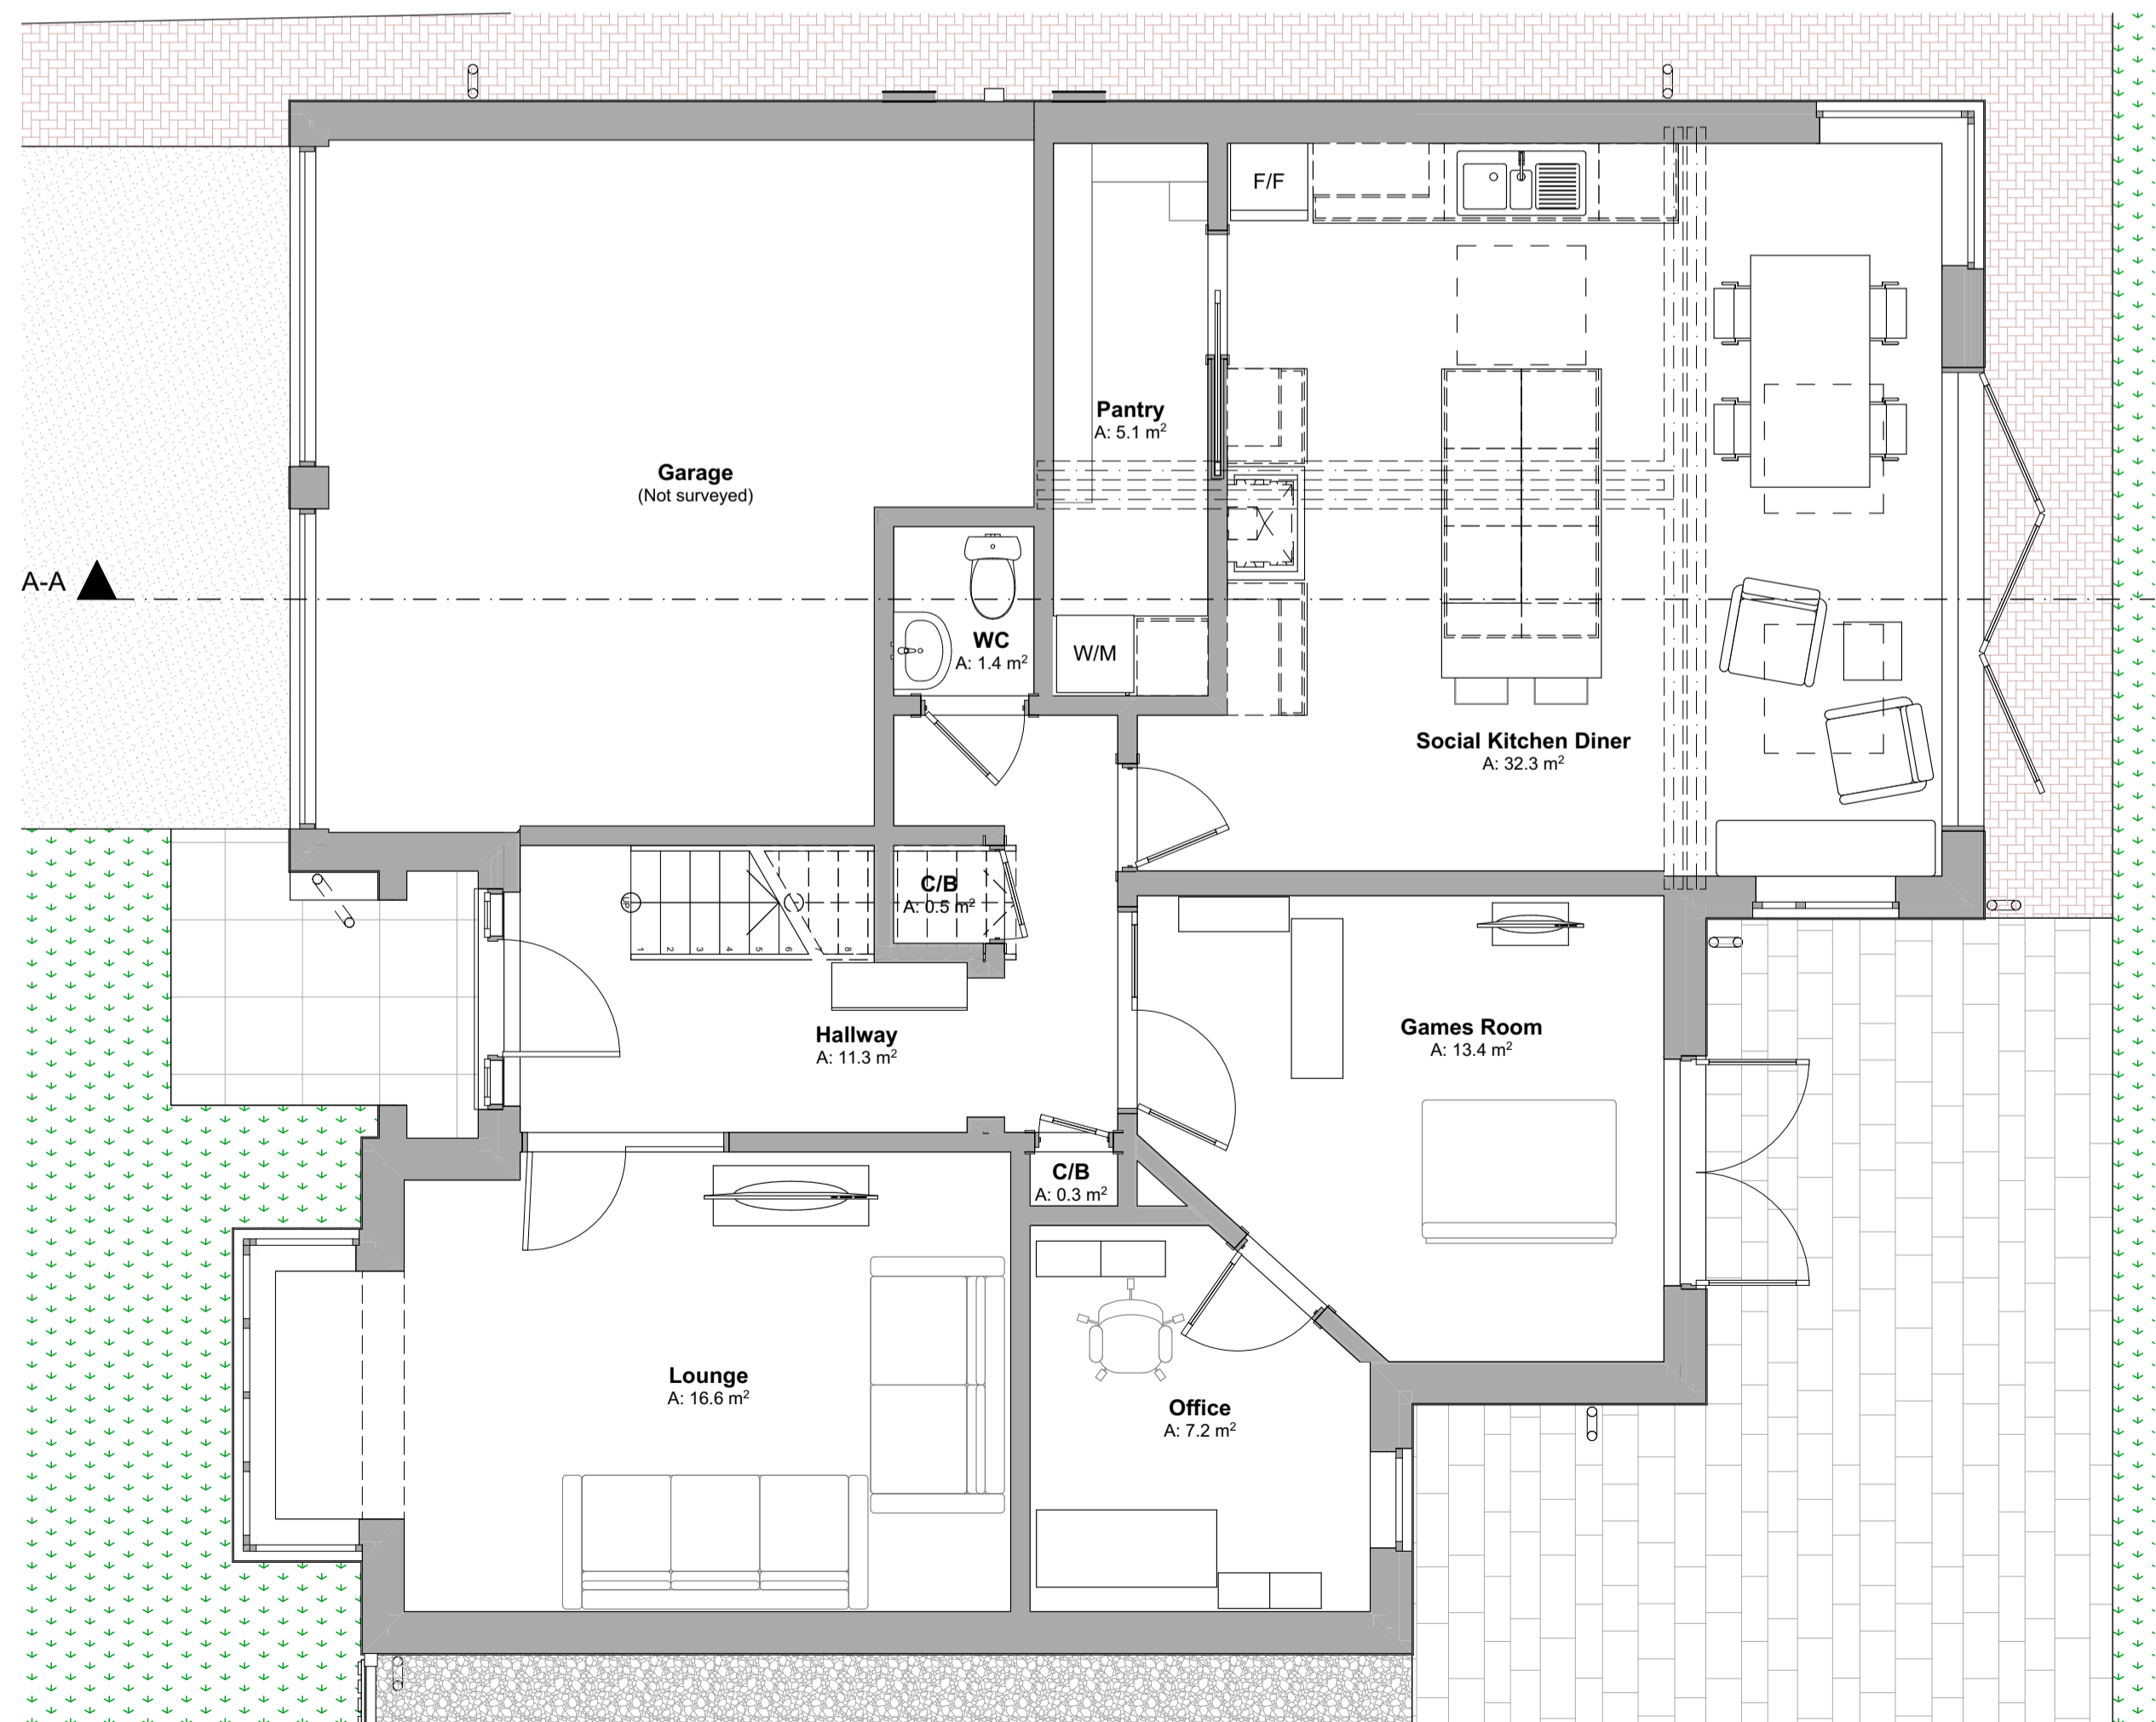 F/F
Pantry
A: 5.1 m²
Garage
(Not surveyed)
A-A
WC
A: 1.4 m²
W/M
Social Kitchen Diner
A: 32.3 m²
C/B
A: 0.5 m²
UP
1 2 3 4 5 6 7 8
Hallway
A: 11.3 m²
Games Room
A: 13.4 m²
C/B
A: 0.3 m²
Lounge
A: 16.6 m²
Office
A: 7.2 m²